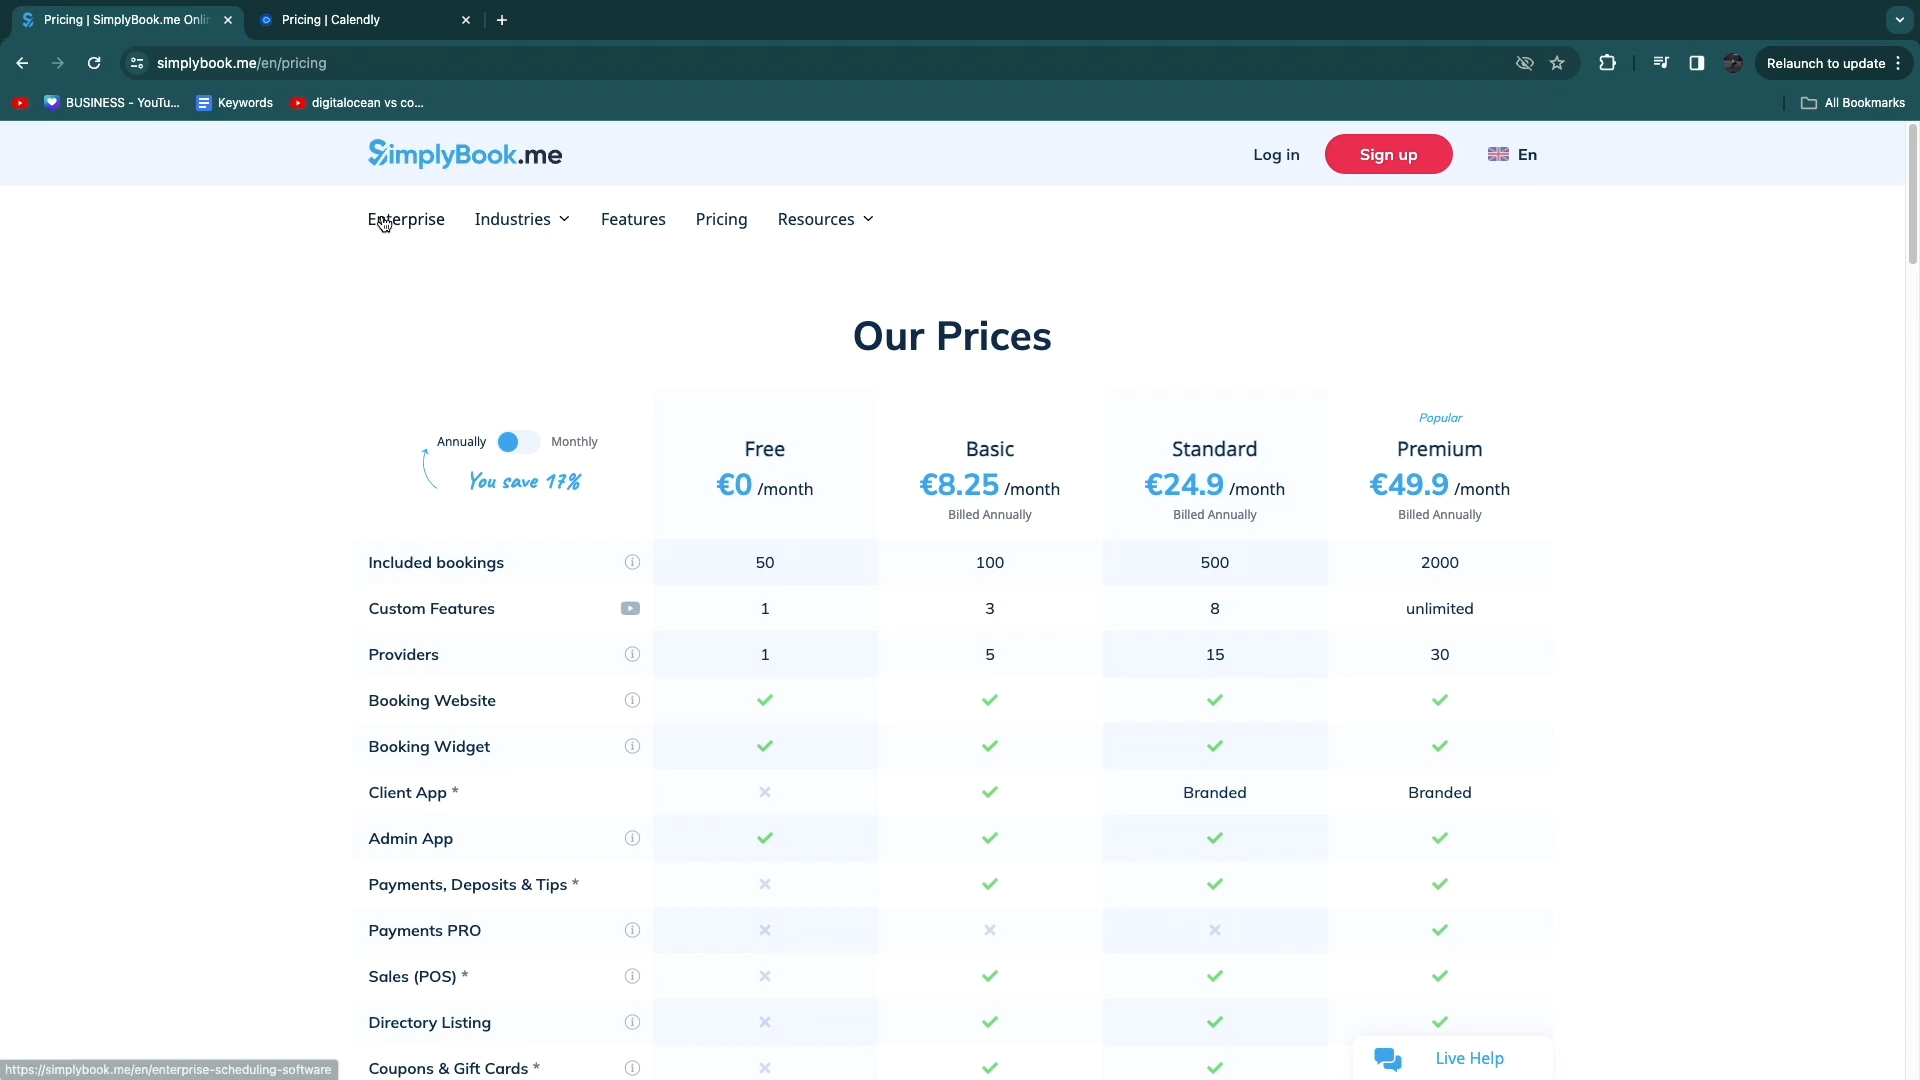 Pricing | SimplyBook.me Onlin
Pricing | Calendly
simplybook.me/en/pricing
Relaunch to update
BUSINESS - YouTu...
Keywords
digitalocean vs co...
All Bookmarks
SimplyBook.me
Log in
Sign up
En
Enterprise
Industries
Features
Pricing
Resources
Our Prices
Annually
Monthly
You save 17%
Free
€0 /month
Basic
€8.25 /month
Billed Annually
Standard
€24.9 /month
Billed Annually
Popular
Premium
€49.9 /month
Billed Annually
Included bookings 50 100 500 2000
Custom Features 1 3 8 unlimited
Providers 1 5 15 30
Booking Website
Booking Widget
Client App * Branded Branded
Admin App
Payments, Deposits & Tips *
Payments PRO
Sales (POS) *
Directory Listing
Coupons & Gift Cards *
Live Help
https://simplybook.me/en/enterprise-scheduling-software